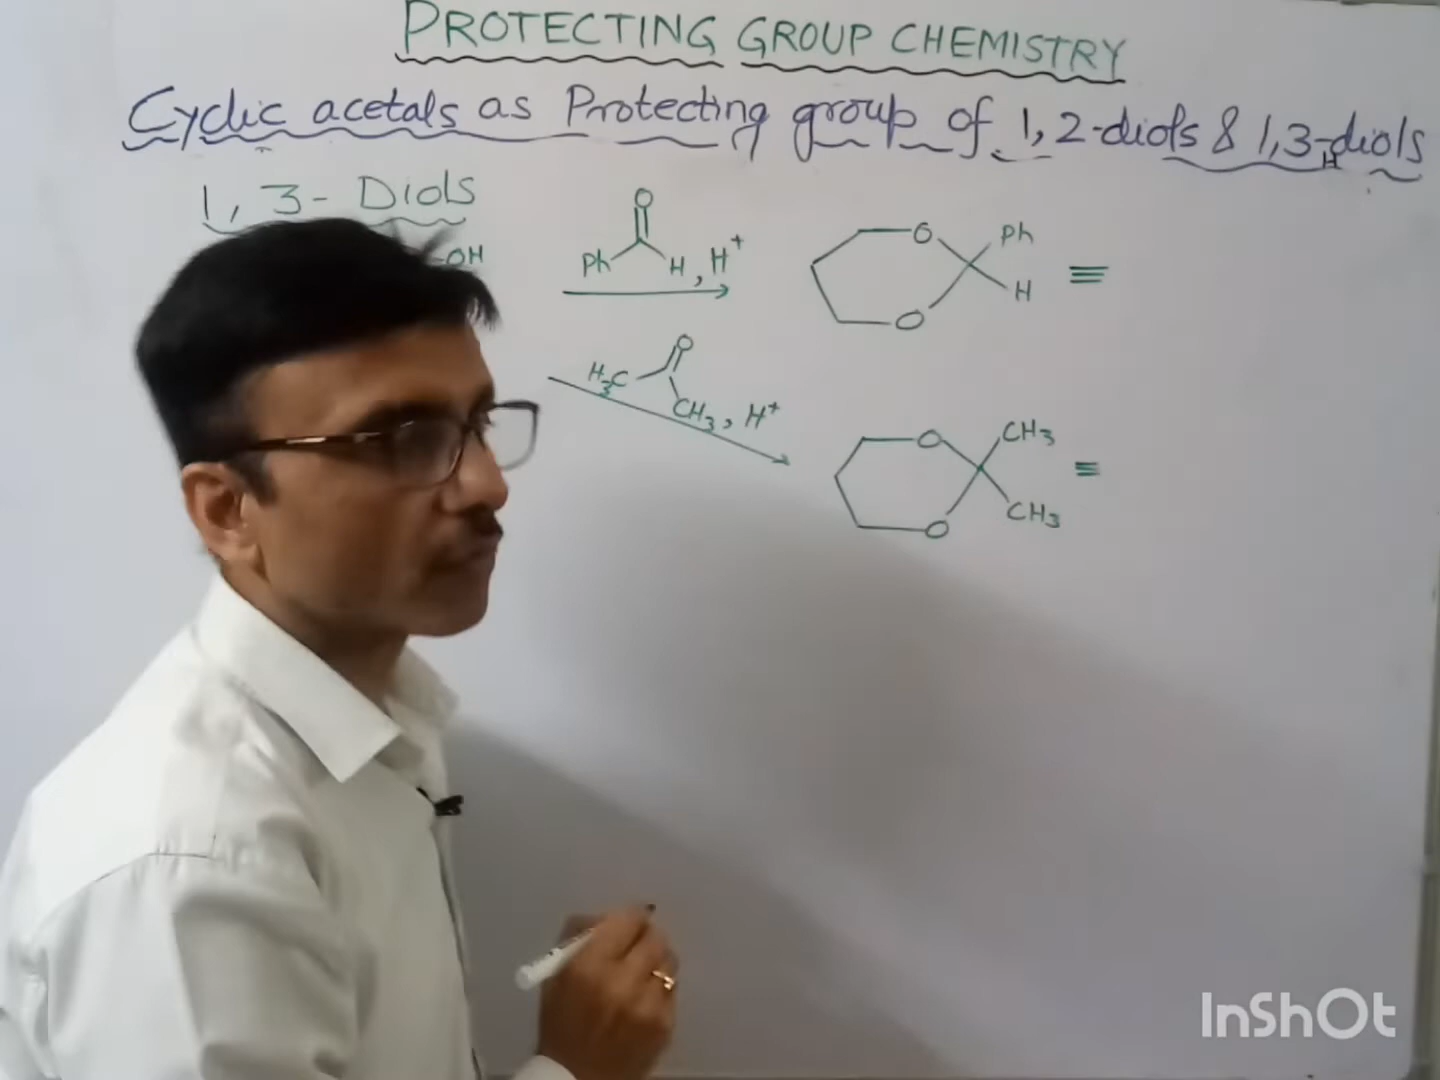 PROTECTING GROUP CHEMISTRY
Cyclic acetals as Protecting group of 1,2-diols & 1,3-diols
H
1,3- Diols
OH
O
Ph H, H+
O
O
Ph
H
≡
O
H3C
CH3, H+
O
O
CH3
CH3
≡
InShOt